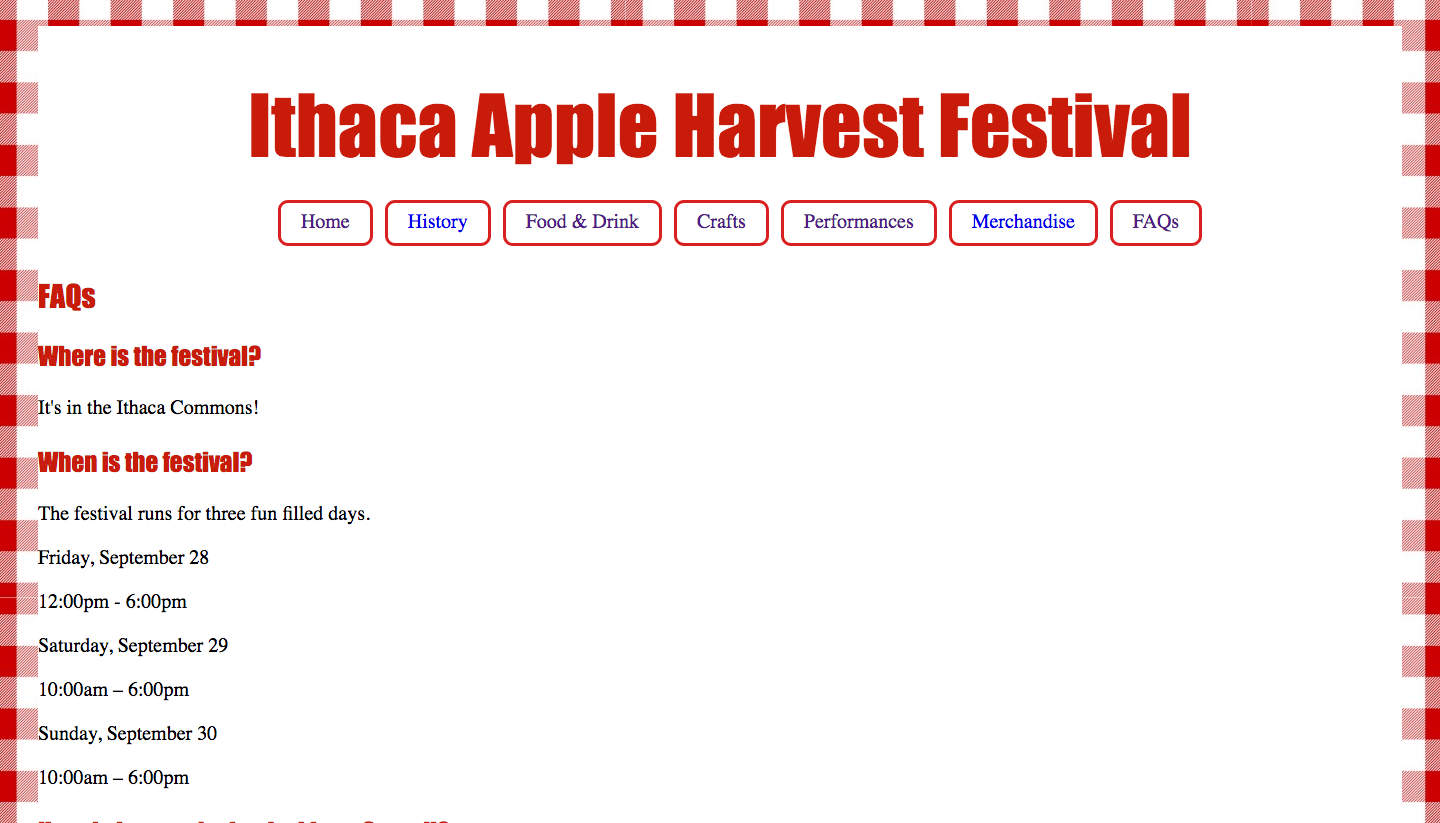 Ithaca Apple Harvest Festival
Home History Food & Drink Crafts Performances Merchandise FAQs
FAQs
Where is the festival?
It's in the Ithaca Commons!
When is the festival?
The festival runs for three fun filled days.
Friday, September 28
12:00pm - 6:00pm
Saturday, September 29
10:00am – 6:00pm
Sunday, September 30
10:00am – 6:00pm